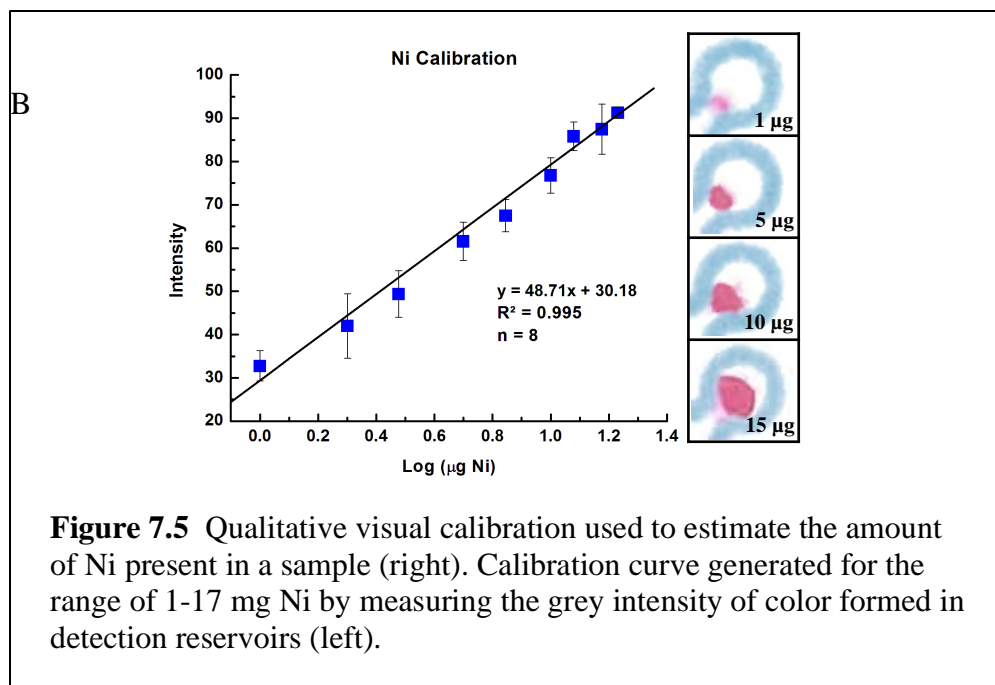 B
Ni Calibration
100
90
80
70
60
50
40
30
20
Intensity
0.0 0.2 0.4 0.6 0.8 1.0 1.2 1.4
Log (μg Ni)
y = 48.71x + 30.18
R² = 0.995
n = 8
1 μg
5 μg
10 μg
15 μg
Figure 7.5 Qualitative visual calibration used to estimate the amount
of Ni present in a sample (right). Calibration curve generated for the
range of 1-17 mg Ni by measuring the grey intensity of color formed in
detection reservoirs (left).